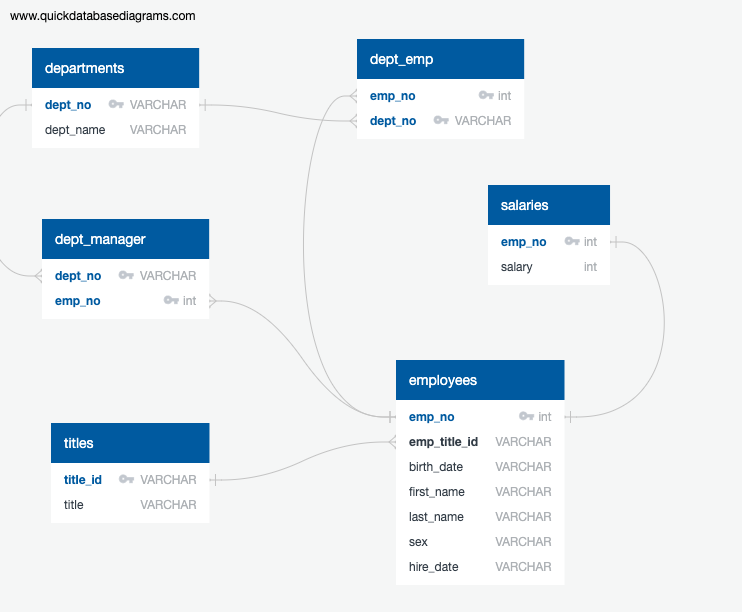 www.quickdatabasediagrams.com
departments
dept_no VARCHAR
dept_name VARCHAR
dept_emp
emp_no int
dept_no VARCHAR
salaries
emp_no int
salary int
dept_manager
dept_no VARCHAR
emp_no int
employees
emp_no int
emp_title_id VARCHAR
birth_date VARCHAR
first_name VARCHAR
last_name VARCHAR
sex VARCHAR
hire_date VARCHAR
titles
title_id VARCHAR
title VARCHAR